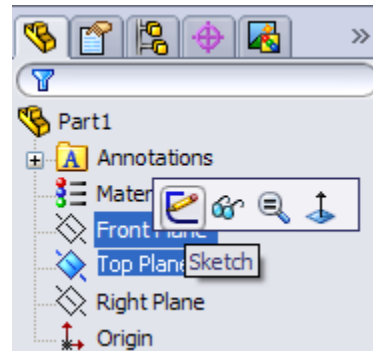 »
Part1
Annotations
Mater
Front Plane
Top Plane
Sketch
Right Plane
Origin